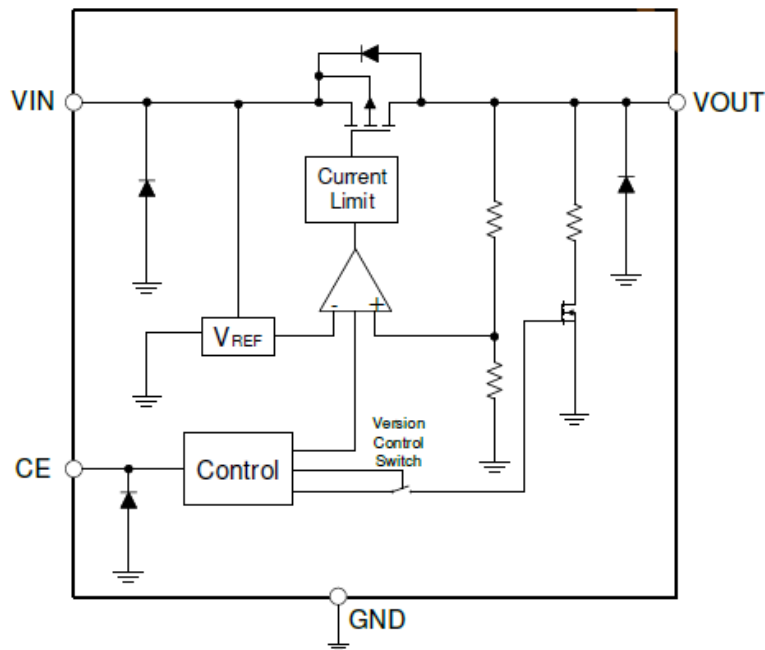 VIN
VOUT
Current
Limit
- +
VREF
Version
Control
Switch
CE
Control
GND